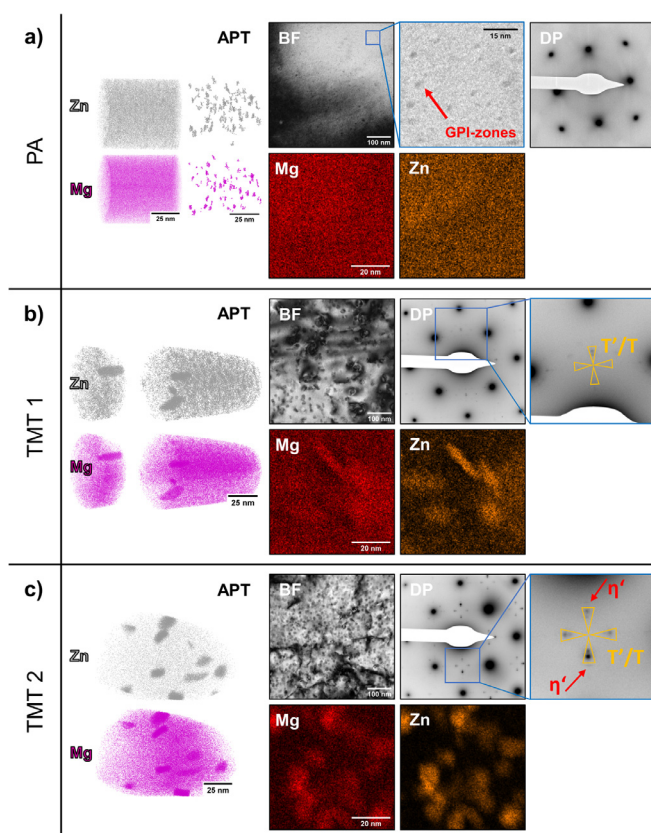 a)
PA
APT
Zn
Mg
25 nm
25 nm
BF
100 nm
15 nm
GPI-zones
DP
Mg
20 nm
Zn
b)
TMT 1
APT
Zn
Mg
25 nm
BF
100 nm
DP
T'/T
Mg
20 nm
Zn
c)
TMT 2
APT
Zn
Mg
25 nm
BF
100 nm
DP
η'
T'/T
η'
Mg
20 nm
Zn